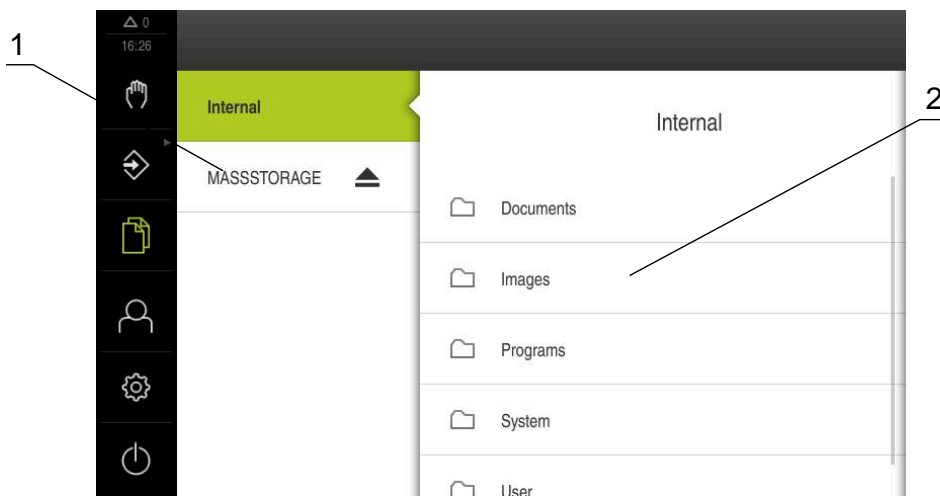 1
△ 0
16:26
Internal
MASSSTORAGE
Internal
2
Documents
Images
Programs
System
User